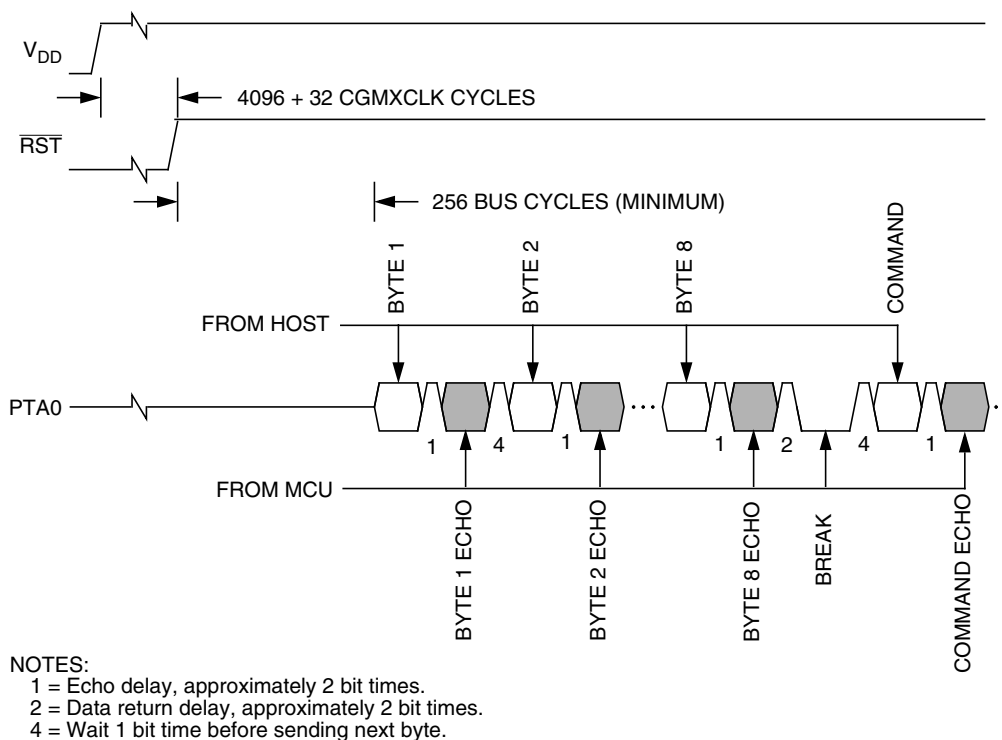 VDD
4096 + 32 CGMXCLK CYCLES
RST
256 BUS CYCLES (MINIMUM)
BYTE 1
BYTE 2
BYTE 8
COMMAND
FROM HOST
PTA0
1
4
1
1
2
4
1
FROM MCU
BYTE 1 ECHO
BYTE 2 ECHO
BYTE 8 ECHO
BREAK
COMMAND ECHO
NOTES:
1 = Echo delay, approximately 2 bit times.
2 = Data return delay, approximately 2 bit times.
4 = Wait 1 bit time before sending next byte.